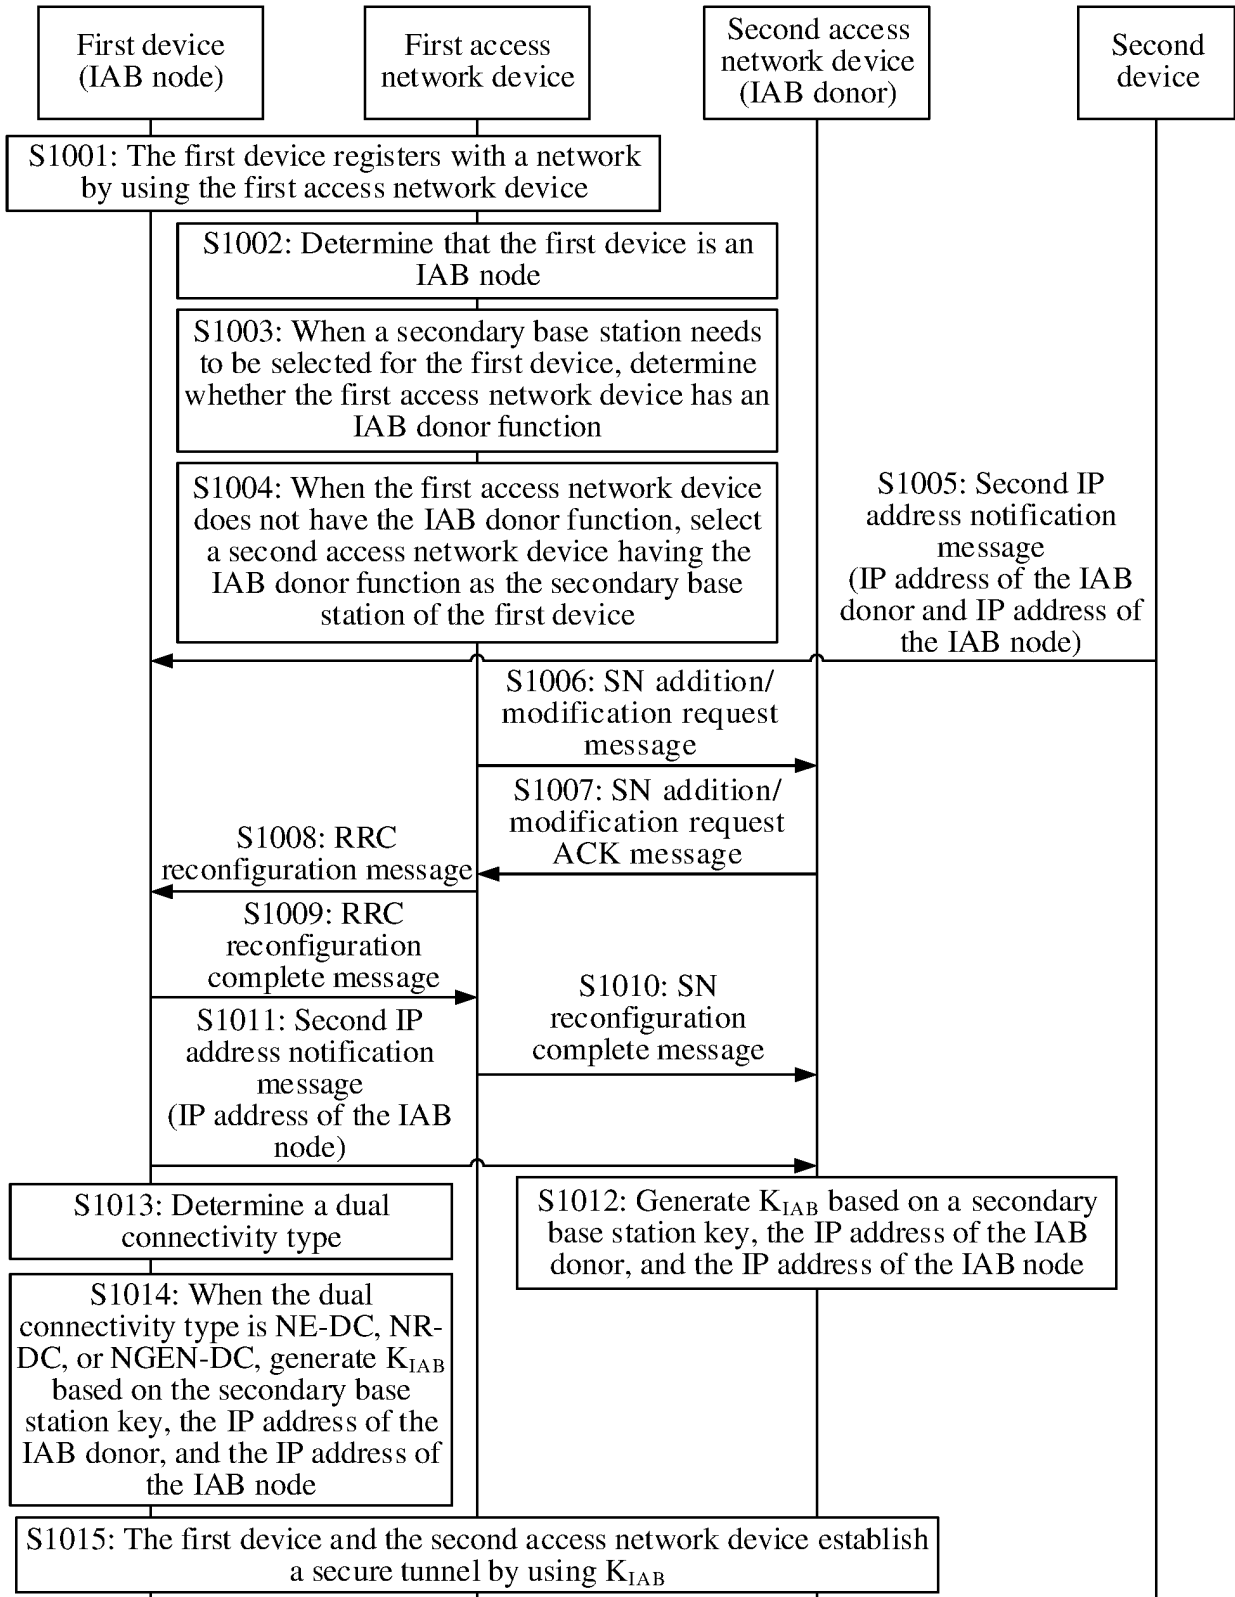 First device
(IAB node)
First access
network device
Second access
network device
(IAB donor)
Second
device
S1001: The first device registers with a network
by using the first access network device
S1002: Determine that the first device is an
IAB node
S1003: When a secondary base station needs
to be selected for the first device, determine
whether the first access network device has an
IAB donor function
S1004: When the first access network device
does not have the IAB donor function, select
a second access network device having the
IAB donor function as the secondary base
station of the first device
S1005: Second IP
address notification
message
(IP address of the IAB
donor and IP address of
the IAB node)
S1006: SN addition/
modification request
message
S1007: SN addition/
modification request
ACK message
S1008: RRC
reconfiguration message
S1009: RRC
reconfiguration
complete message
S1010: SN
reconfiguration
complete message
S1011: Second IP
address notification
message
(IP address of the IAB
node)
S1012: Generate KIAB based on a secondary
base station key, the IP address of the IAB
donor, and the IP address of the IAB node
S1013: Determine a dual
connectivity type
S1014: When the dual
connectivity type is NE-DC, NR-
DC, or NGEN-DC, generate KIAB
based on the secondary base
station key, the IP address of the
IAB donor, and the IP address of
the IAB node
S1015: The first device and the second access network device establish
a secure tunnel by using KIAB